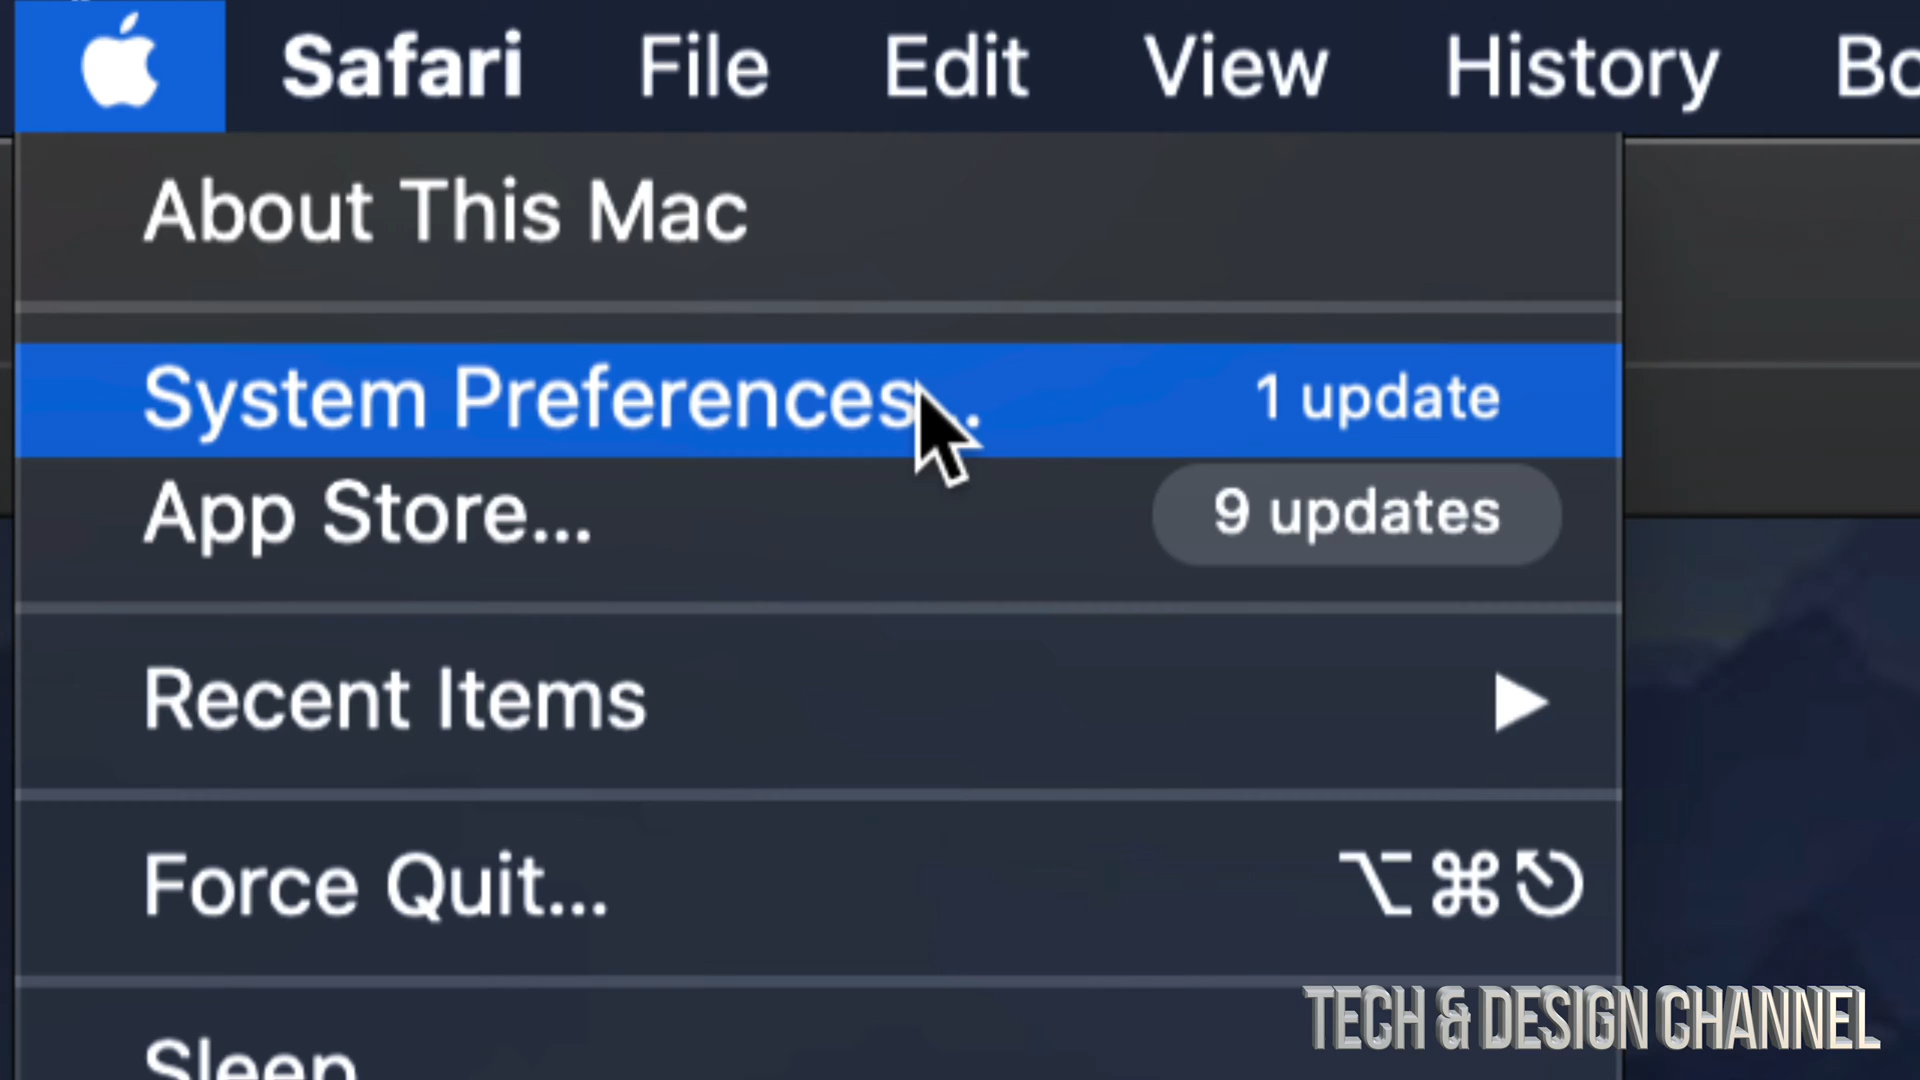 Safari File Edit View History
About This Mac
System Preferences... 1 update
App Store... 9 updates
Recent Items ▶
Force Quit... ⌥⌘⎋
Sleep
TECH & DESIGN CHANNEL